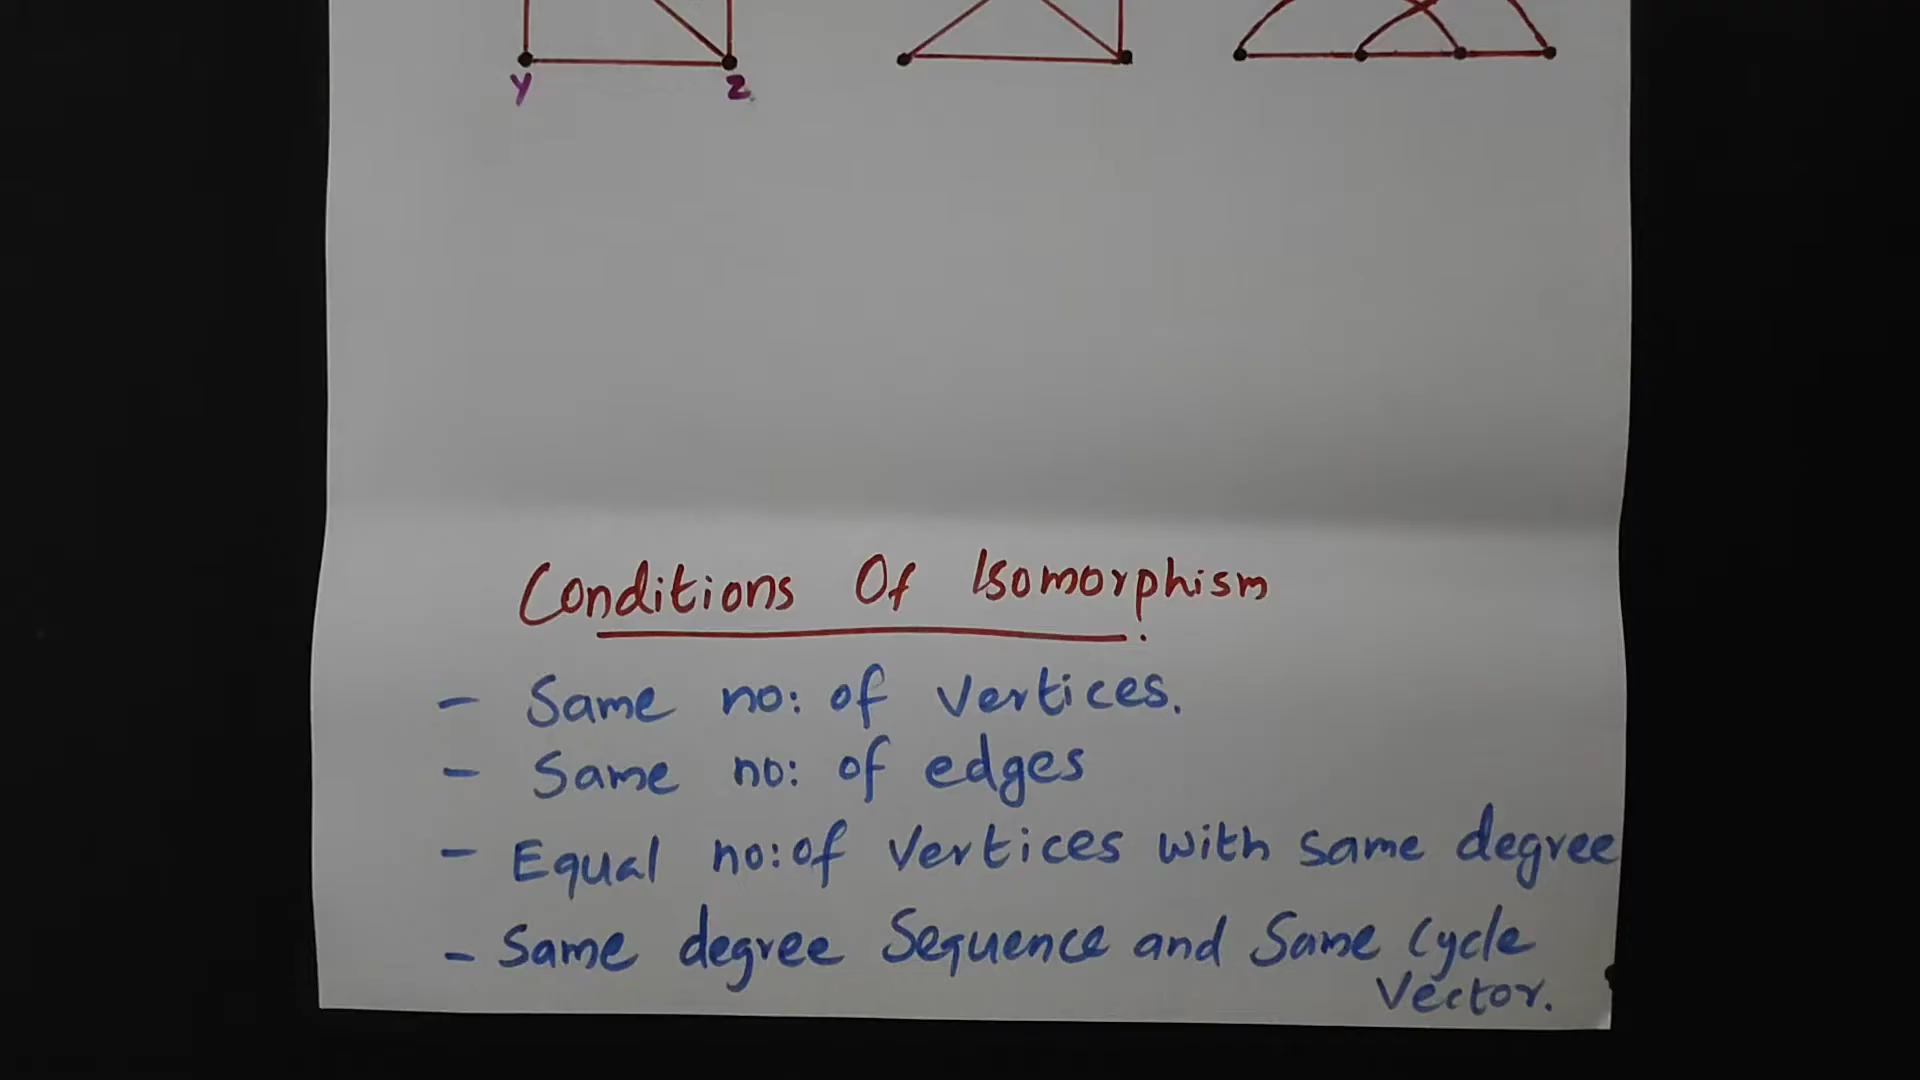 Y Z
Conditions Of Isomorphism
- Same no: of Vertices.
- Same no: of edges
- Equal no: of Vertices with same degree
- Same degree Sequence and Same Cycle
Vector.